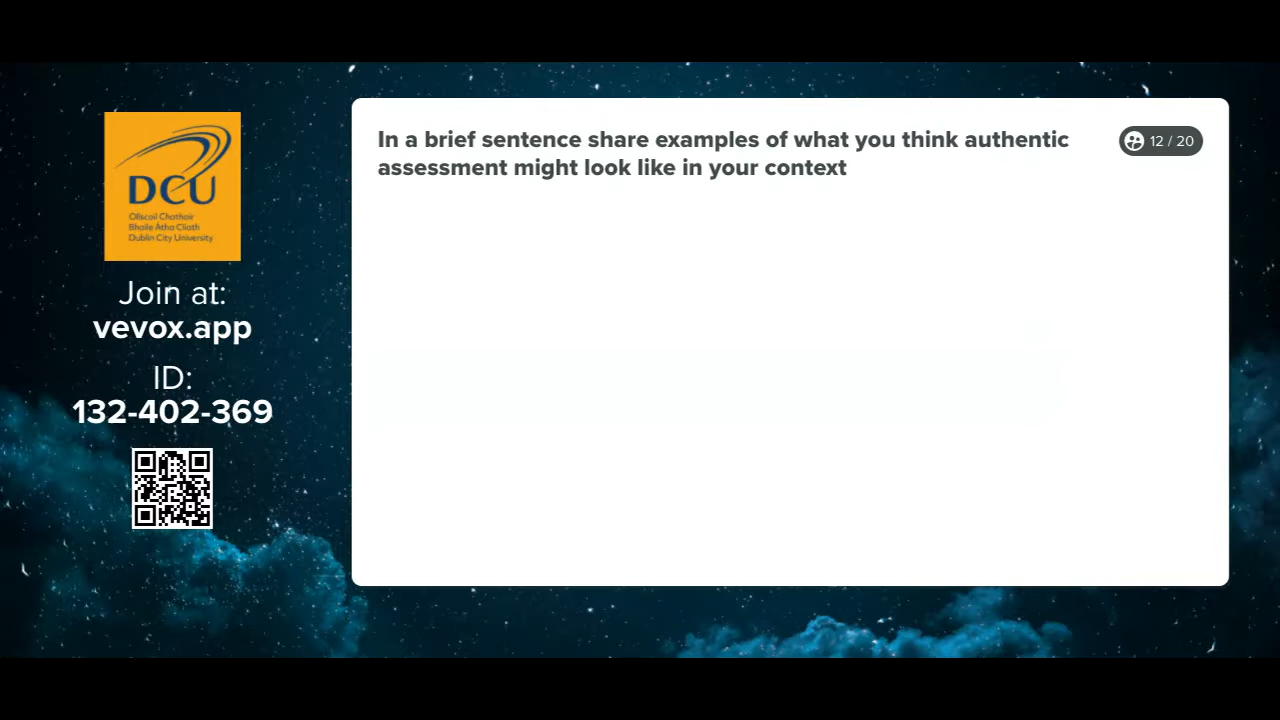 DCU
Ollscoil Chathair
Bhaile Átha Cliath
Dublin City University
Join at:
vevox.app
ID:
132-402-369
In a brief sentence share examples of what you think authentic
assessment might look like in your context
12 / 20